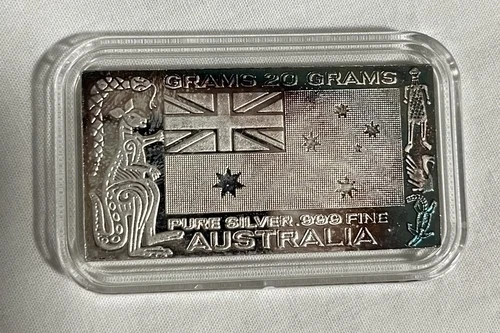 GRAMS 20 GRAMS
PURE SILVER .999 FINE
AUSTRALIA